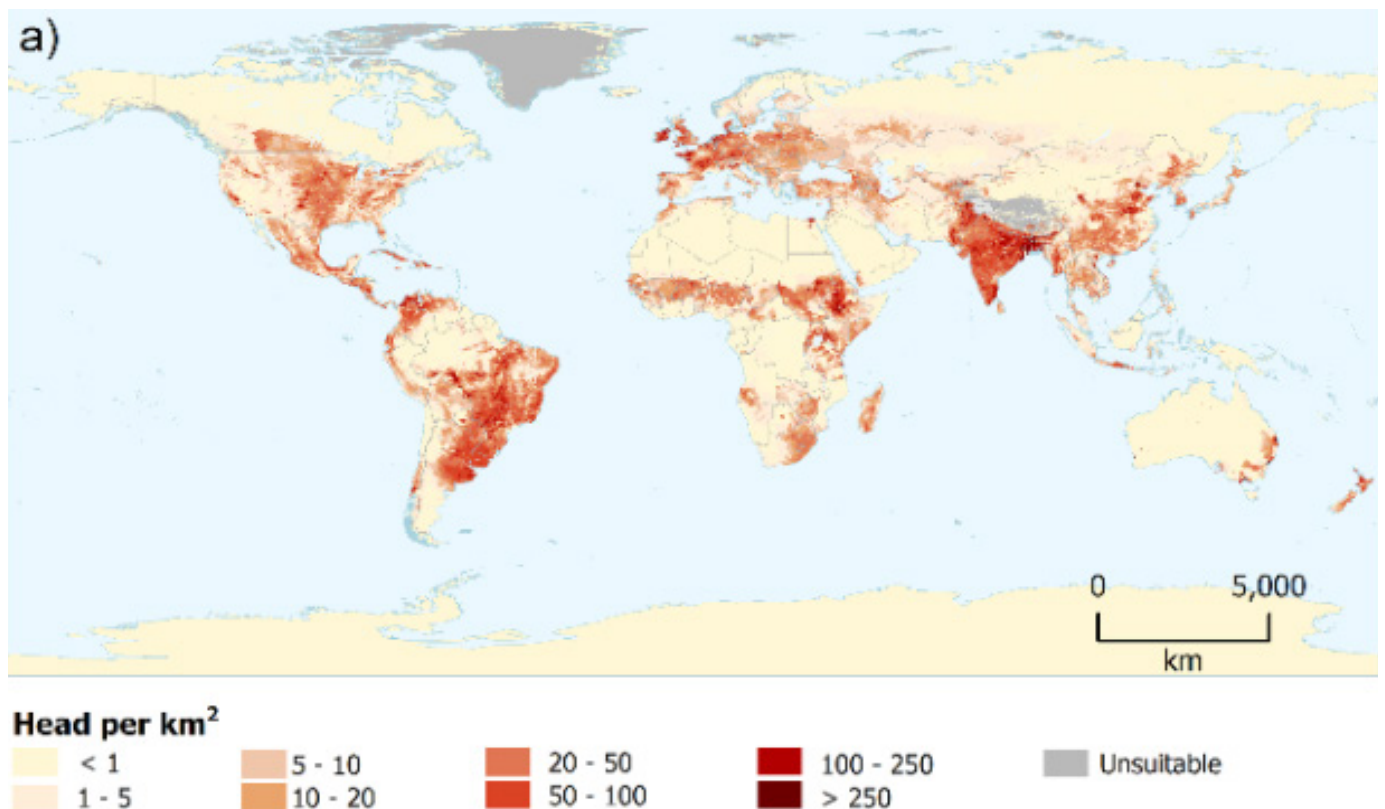 a)
0 5,000
km
Head per km²
< 1 5 - 10 20 - 50 100 - 250 Unsuitable
1 - 5 10 - 20 50 - 100 > 250